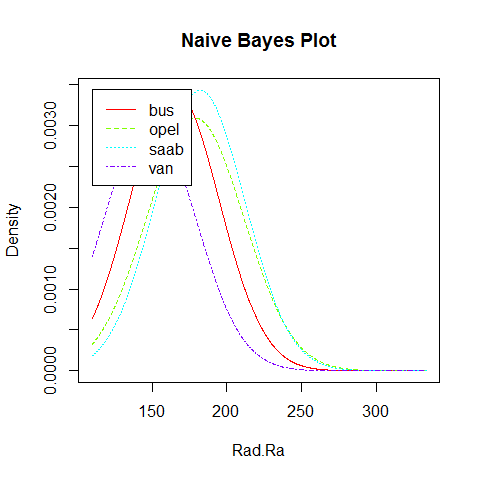 Naive Bayes Plot
bus
opel
saab
van
Density
0.0030
0.0020
0.0010
0.0000
150 200 250 300
Rad.Ra